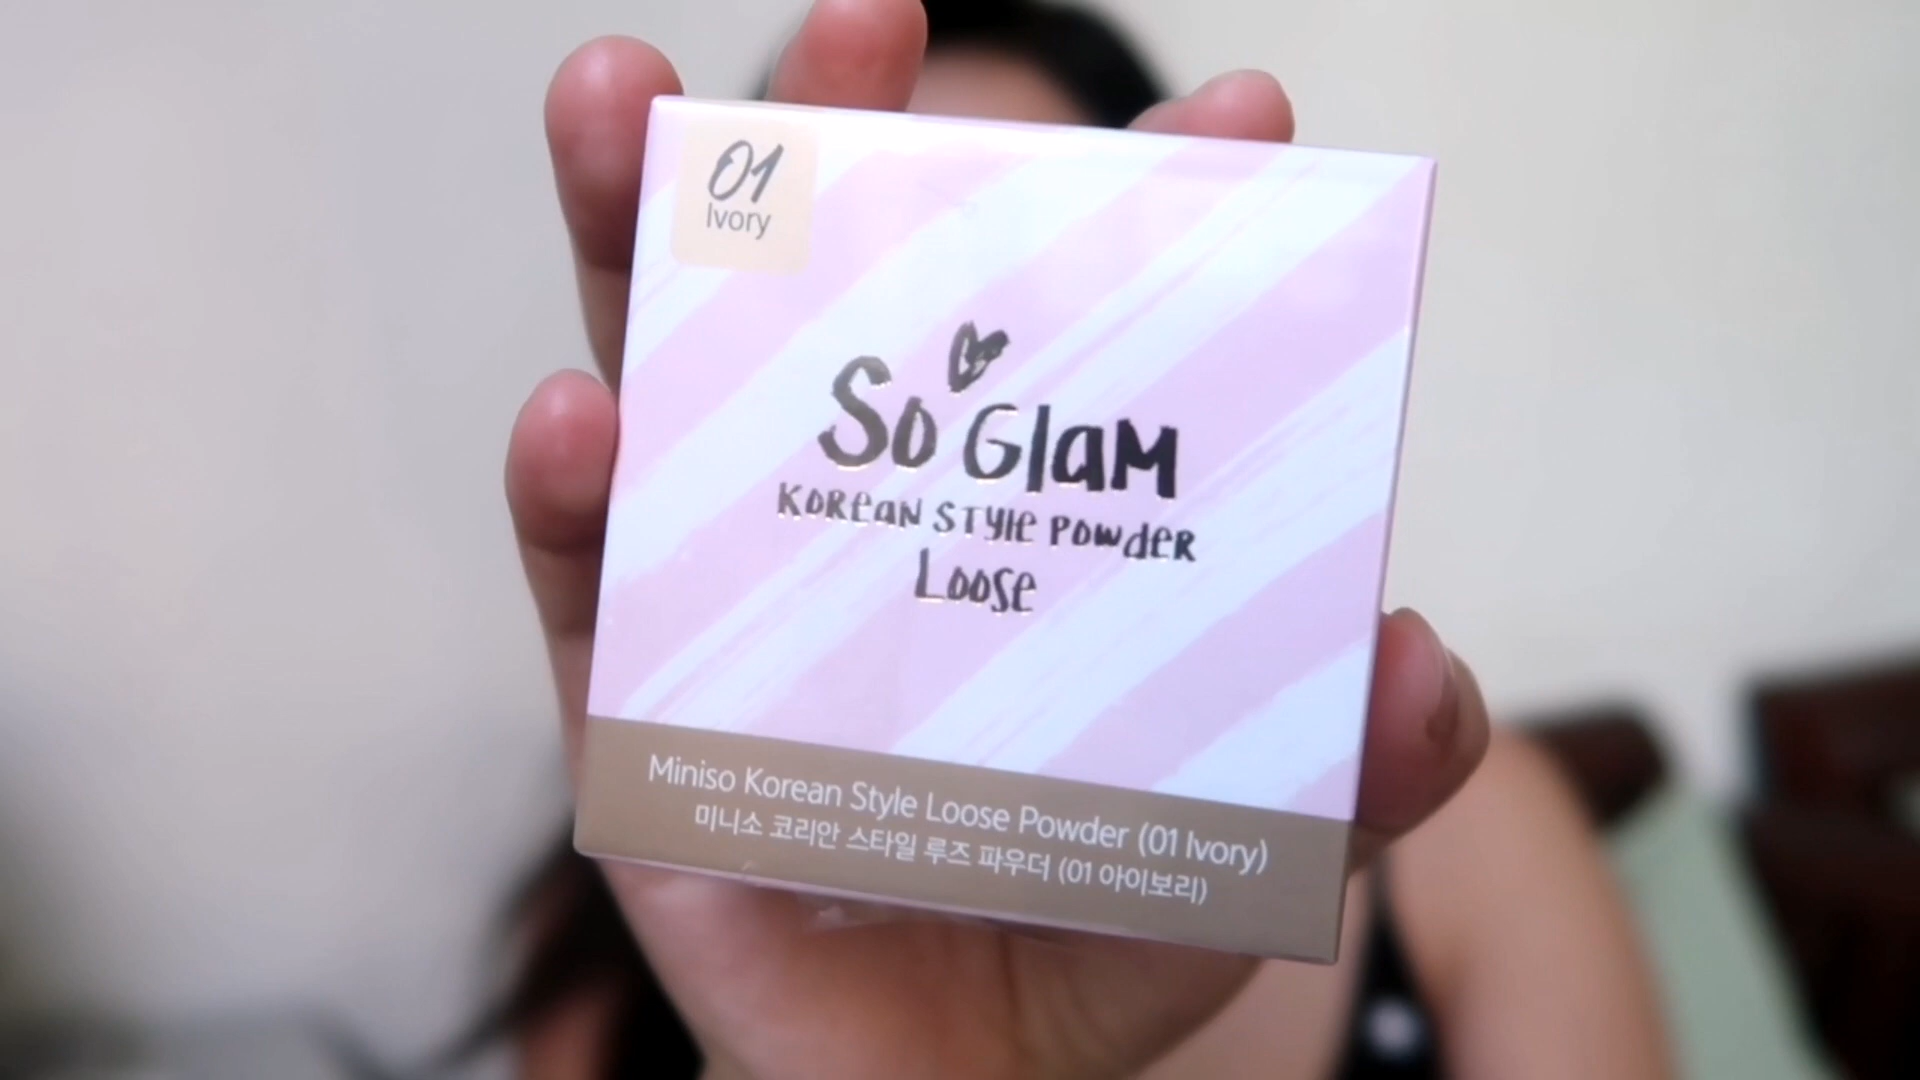 01
Ivory
So Glam
Korean Style Powder
Loose
Miniso Korean Style Loose Powder (01 Ivory)
미니소 코리안 스타일 루즈 파우더 (01 아이보리)